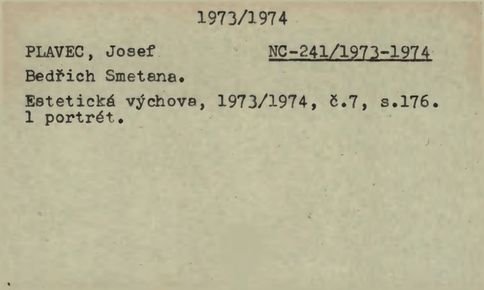 1973/1974
PLAVEC, Josef NC-241/1973-1974
Bedřich Smetana.
Estetická výchova, 1973/1974, č.7, s.176.
1 portrét.